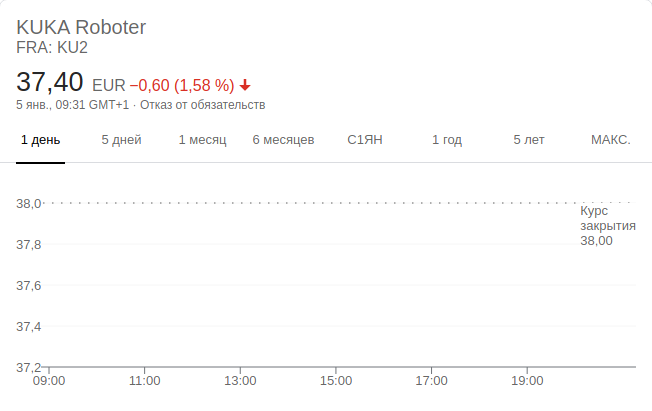 KUKA Roboter
FRA: KU2
37,40 EUR −0,60 (1,58 %)
5 янв., 09:31 GMT+1 · Отказ от обязательств
1 день 5 дней 1 месяц 6 месяцев С1ЯН 1 год 5 лет МАКС.
38,0
Курс
закрытия
38,00
37,8
37,6
37,4
37,2
09:00 11:00 13:00 15:00 17:00 19:00